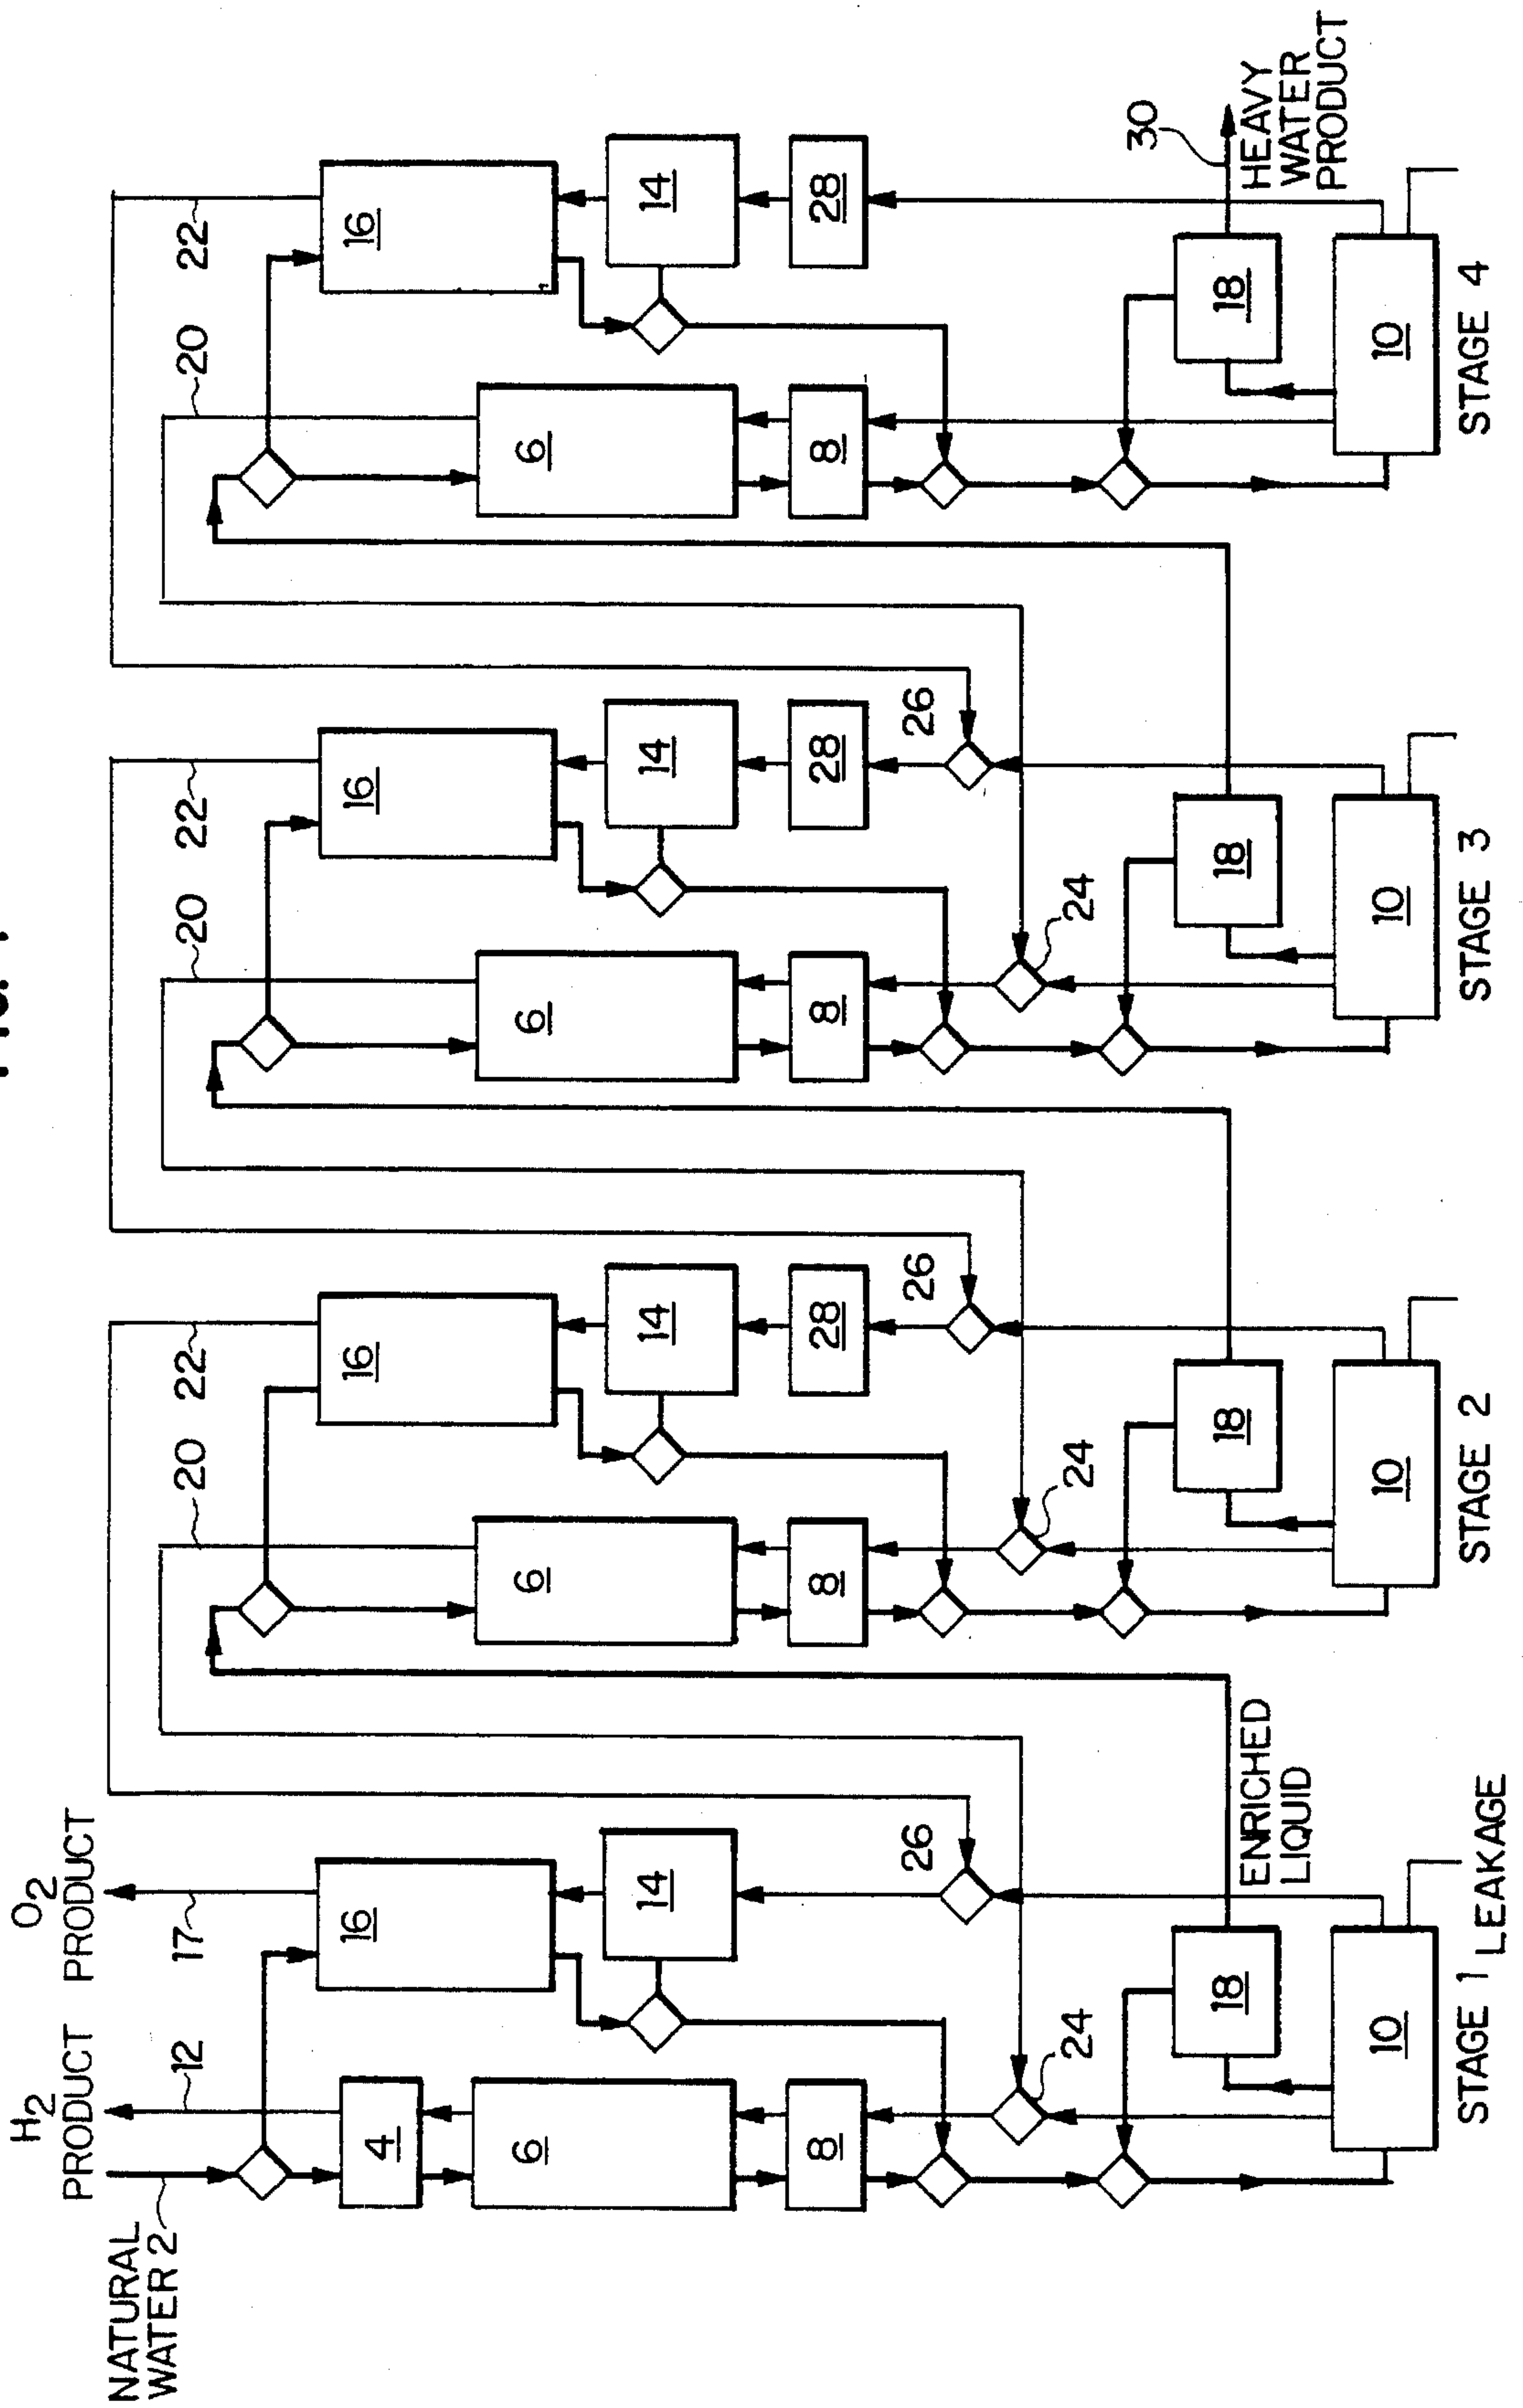 H2
PRODUCT
O2
PRODUCT
NATURAL
WATER 2
12
17
20
22
20
22
20
22
16
16
16
16
4
6
6
6
6
14
14
14
14
8
8
28
8
28
8
28
26
26
26
24
24
24
30
18
18
18
18
ENRICHED
LIQUID
HEAVY
WATER
PRODUCT
10
10
10
10
STAGE 1
LEAKAGE
STAGE 2
STAGE 3
STAGE 4